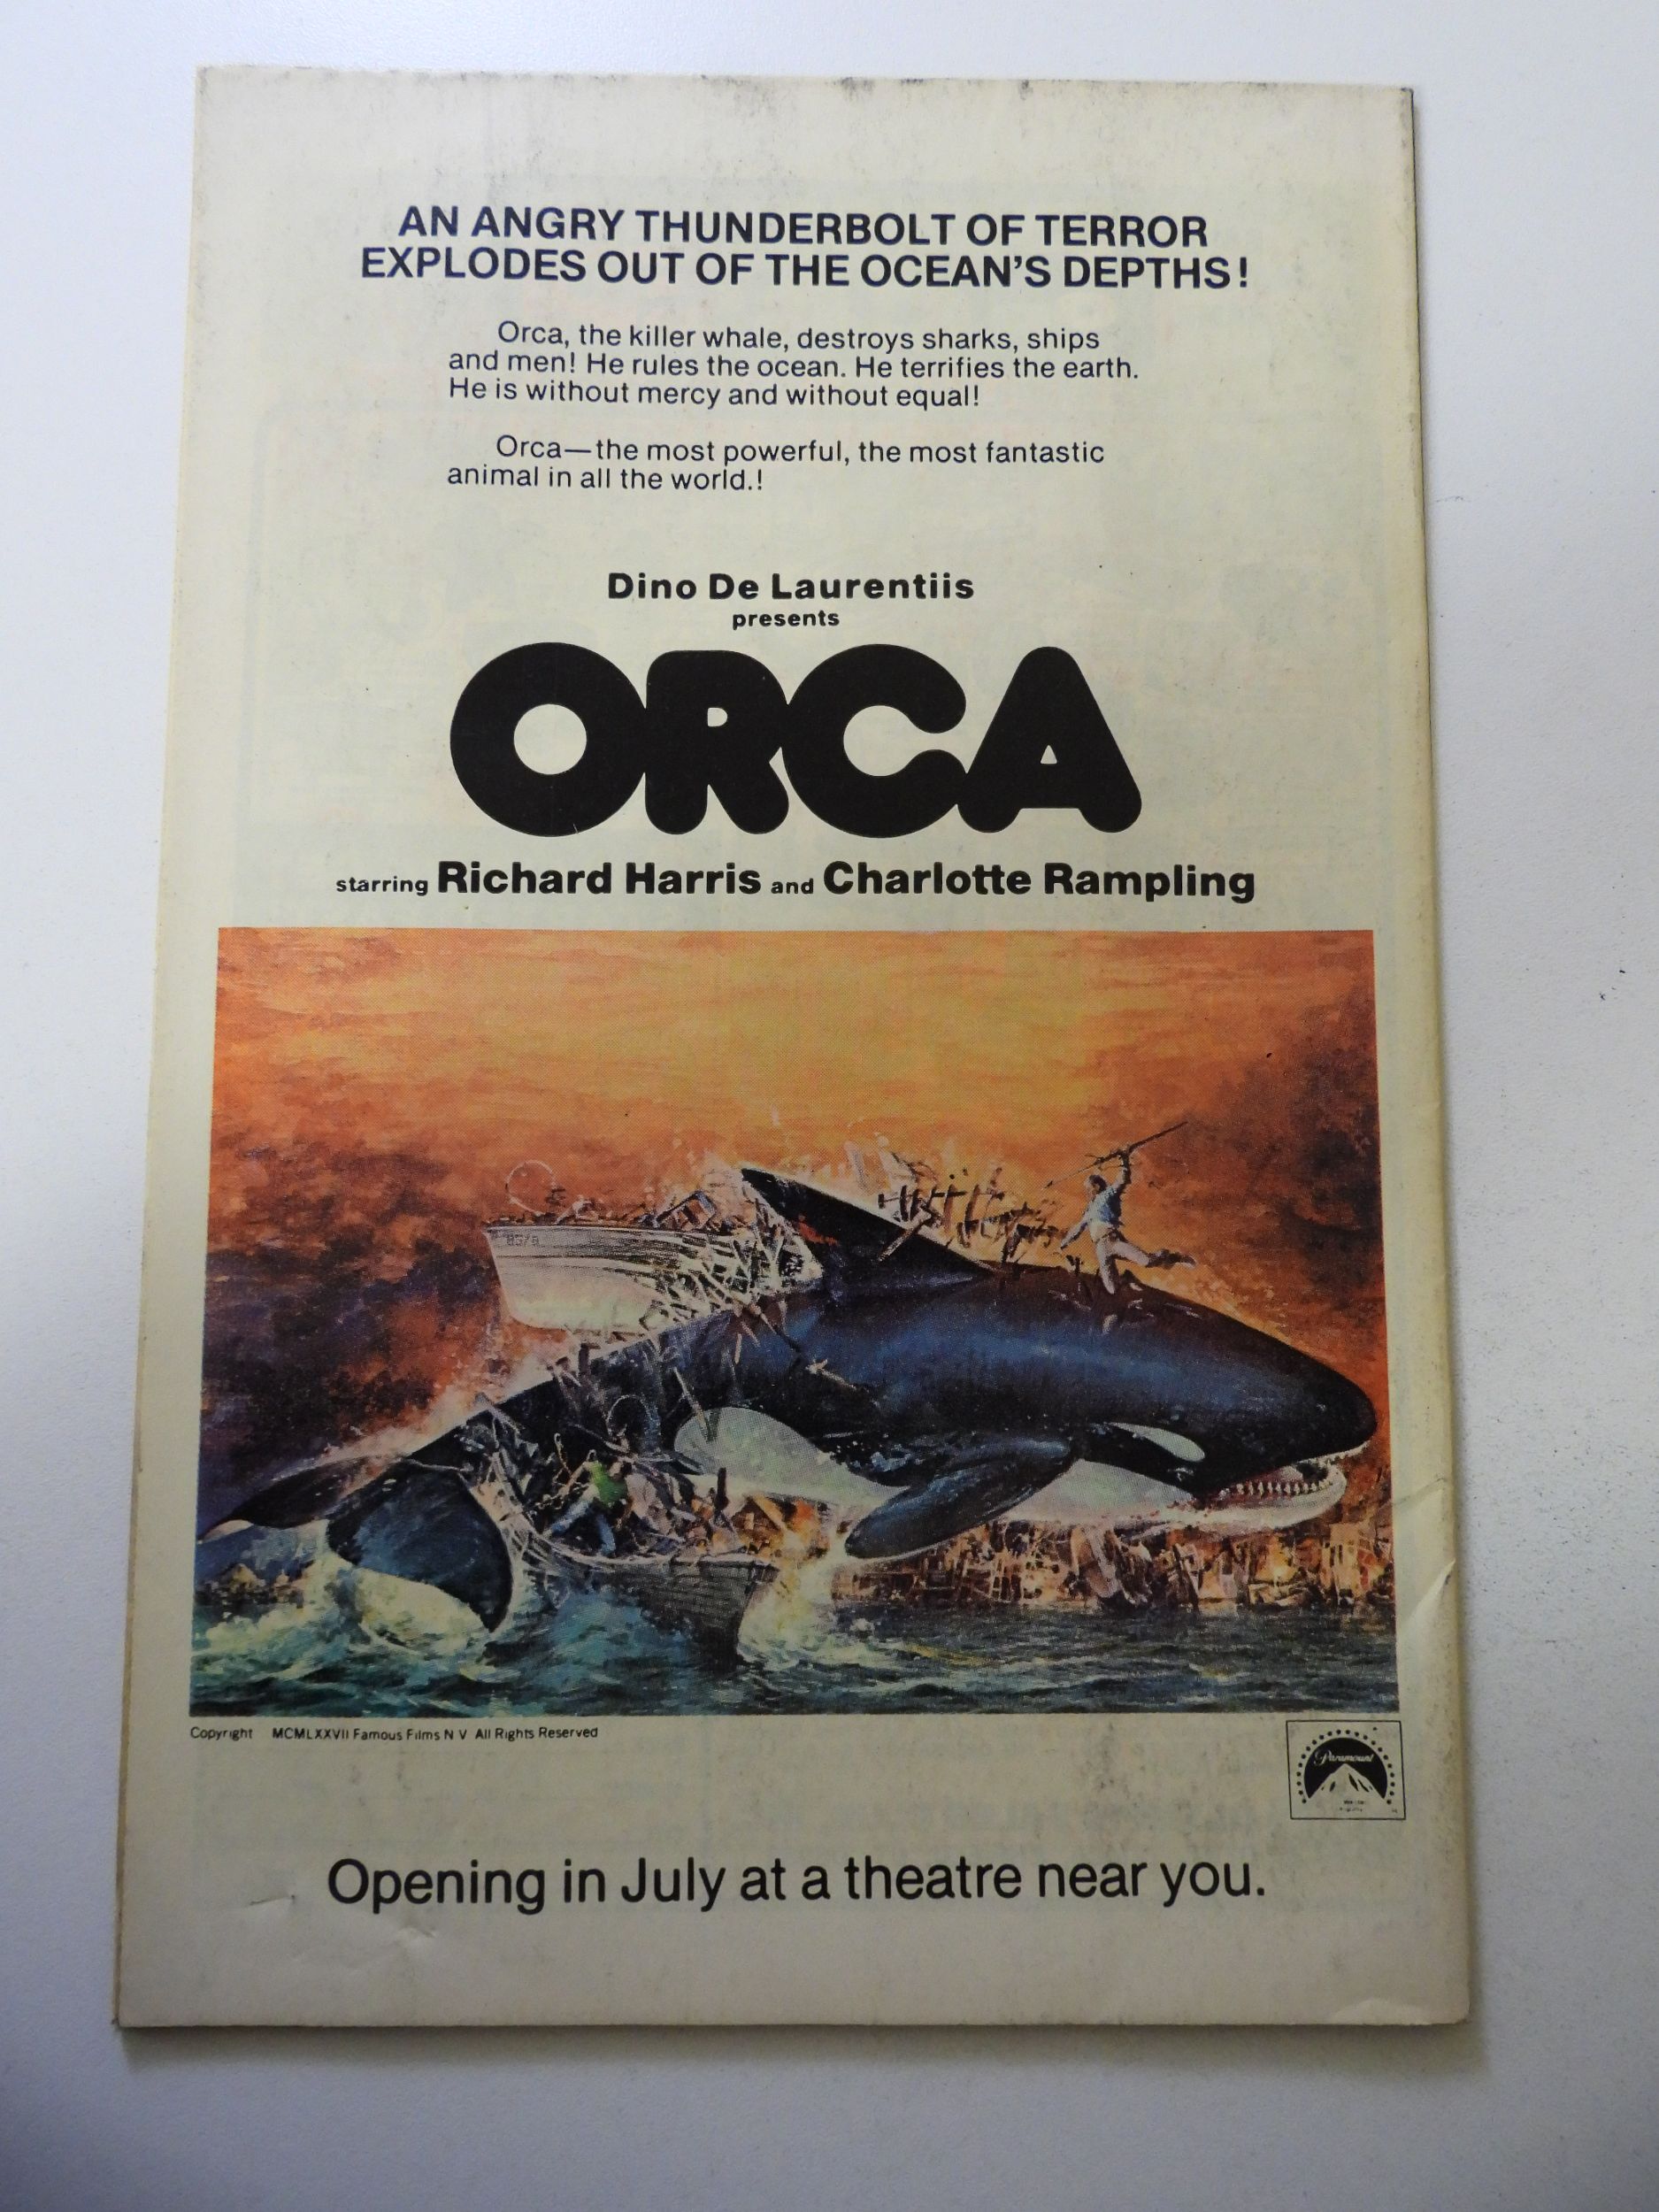 AN ANGRY THUNDERBOLT OF TERROR
EXPLODES OUT OF THE OCEAN'S DEPTHS!
Orca, the killer whale, destroys sharks, ships
and men! He rules the ocean. He terrifies the earth.
He is without mercy and without equal!
Orca—the most powerful, the most fantastic
animal in all the world.!
Dino De Laurentiis
presents
ORCA
starring Richard Harris and Charlotte Rampling
Copyright MCMLXXVII Famous Films N V All Rights Reserved
Paramount
Opening in July at a theatre near you.